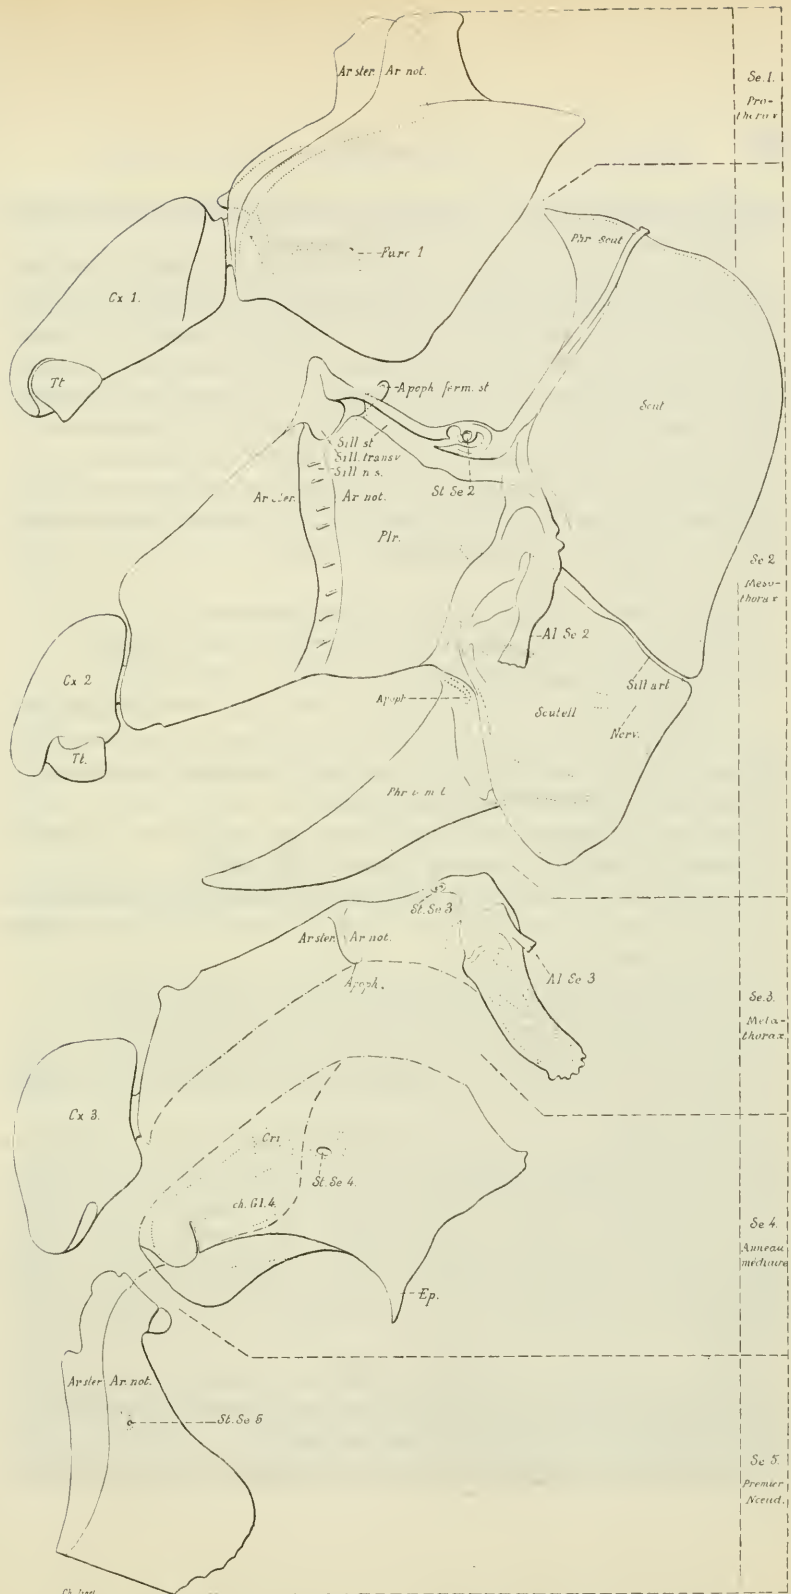 Ar ster. Ar not.
Se. 1.
Pro-
thorax
Phr scut
Furc 1
Cx 1.
Tt
Apoph ferm. st
Scut
Sill st
Sill. transv
Sill n s.
St Se 2
Ar ster. Ar not.
Plr.
Se 2
Meso-
thorax
Al Se 2
Cx 2
Sill art
Apoph
Scutell
Nerv.
Tt.
Phr
St. Se 3
Ar ster. Ar not.
Al Se 3
Apoph.
Se. 3.
Meta-
thorax
Cx 3.
Cri
St. Se 4.
ch. Gl. 4.
Se 4.
Anneau
médiaire
Ep.
Ar ster Ar not.
St. Se 5
Se 5.
Premier
Nœud.